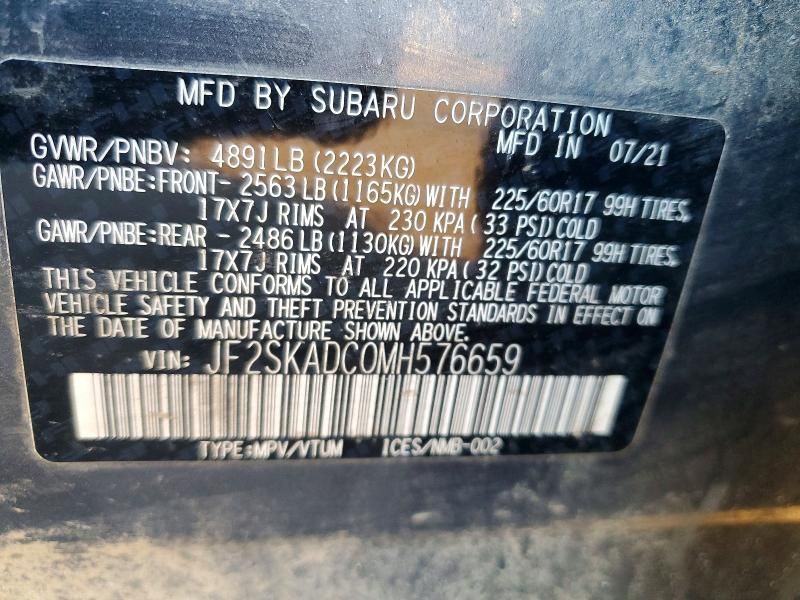 MFD BY SUBARU CORPORATION
MFD IN 07/21
GVWR/PNBV: 4891LB (2223KG)
GAWR/PNBE:FRONT- 2563 LB (1165KG) WITH 225/60R17 99H TIRES,
17X7J RIMS AT 230 KPA (33 PSI) COLD
GAWR/PNBE:REAR - 2486 LB (1130KG) WITH 225/60R17 99H TIRES,
17X7J RIMS AT 220 KPA (32 PSI) COLD
THIS VEHICLE CONFORMS TO ALL APPLICABLE FEDERAL MOTOR
VEHICLE SAFETY AND THEFT PREVENTION STANDARDS IN EFFECT ON
THE DATE OF MANUFACTURE SHOWN ABOVE.
VIN: JF2SKADC0MH576659
TYPE:MPV/VTUM ICES/NMB-002